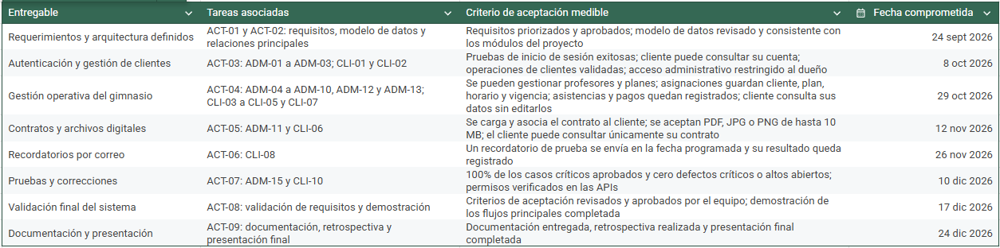 Entregable Tareas asociadas Criterio de aceptación medible Fecha comprometida
Requerimientos y arquitectura definidos
ACT-01 y ACT-02: requisitos, modelo de datos y
relaciones principales
Requisitos priorizados y aprobados; modelo de datos revisado y consistente con
los módulos del proyecto
24 sept 2026
Autenticación y gestión de clientes
ACT-03: ADM-01 a ADM-03; CLI-01 y CLI-02
Pruebas de inicio de sesión exitosas; cliente puede consultar su cuenta;
operaciones de clientes validadas; acceso administrativo restringido al dueño
8 oct 2026
Gestión operativa del gimnasio
ACT-04: ADM-04 a ADM-10, ADM-12 y ADM-13;
CLI-03 a CLI-05 y CLI-07
Se pueden gestionar profesores y planes; asignaciones guardan cliente, plan,
horario y vigencia; asistencias y pagos quedan registrados; cliente consulta sus
datos sin editarlos
29 oct 2026
Contratos y archivos digitales
ACT-05: ADM-11 y CLI-06
Se carga y asocia el contrato al cliente; se aceptan PDF, JPG o PNG de hasta 10
MB; el cliente puede consultar únicamente su contrato
12 nov 2026
Recordatorios por correo
ACT-06: CLI-08
Un recordatorio de prueba se envía en la fecha programada y su resultado queda
registrado
26 nov 2026
Pruebas y correcciones
ACT-07: ADM-15 y CLI-10
100% de los casos críticos aprobados y cero defectos críticos o altos abiertos;
permisos verificados en las APIs
10 dic 2026
Validación final del sistema
ACT-08: validación de requisitos y demostración
Criterios de aceptación revisados y aprobados por el equipo; demostración de
los flujos principales completada
17 dic 2026
Documentación y presentación
ACT-09: documentación, retrospectiva y
presentación final
Documentación entregada, retrospectiva realizada y presentación final
completada
24 dic 2026